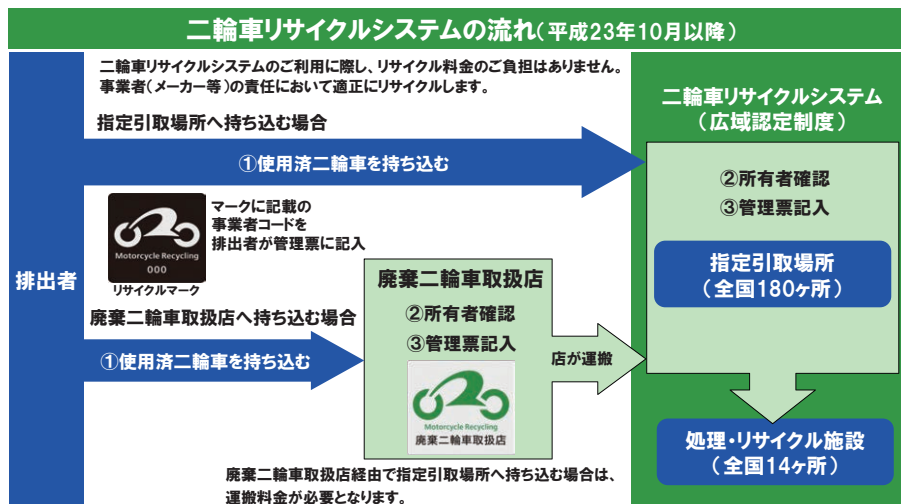 二輪車リサイクルシステムの流れ（平成23年10月以降）
二輪車リサイクルシステムのご利用に際し、リサイクル料金のご負担はありません。
事業者（メーカー等）の責任において適正にリサイクルします。
指定引取場所へ持ち込む場合
①使用済二輪車を持ち込む
排出者
Motorcycle Recycling
000
リサイクルマーク
マークに記載の
事業者コードを
排出者が管理票に記入
廃棄二輪車取扱店へ持ち込む場合
①使用済二輪車を持ち込む
廃棄二輪車取扱店
②所有者確認
③管理票記入
Motorcycle Recycling
廃棄二輪車取扱店
店が運搬
廃棄二輪車取扱店経由で指定引取場所へ持ち込む場合は、
運搬料金が必要となります。
二輪車リサイクルシステム
（広域認定制度）
②所有者確認
③管理票記入
指定引取場所
（全国180ヶ所）
処理・リサイクル施設
（全国14ヶ所）